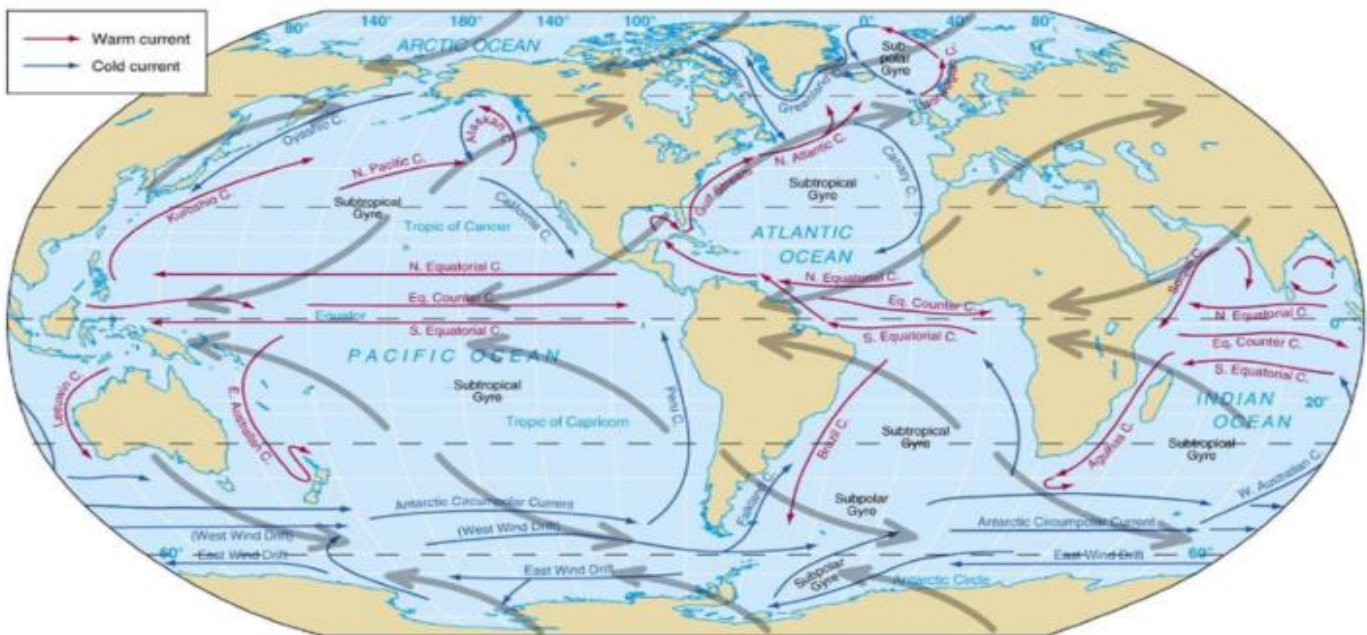 Warm current
Cold current
80° 140° 180° 140° 100° 0° 40° 80°
ARCTIC OCEAN
Sub-
polar
Gyre
Greenland
Oyashio C.
Alaskan C.
N. Pacific C.
Kuroshio C.
Subtropical
Gyre
California C.
Tropic of Cancer
Gulf Stream
N. Atlantic C.
Canary C.
Subtropical
Gyre
ATLANTIC
OCEAN
N. Equatorial C.
Eq. Counter C.
Equator
S. Equatorial C.
N. Equatorial C.
Eq. Counter C.
S. Equatorial C.
N. Equatorial C.
0°
Eq. Counter C.
S. Equatorial C.
PACIFIC OCEAN
Leeuwin C.
E. Australian C.
Subtropical
Gyre
Tropic of Capricorn
Peru C.
Brazil C.
Subtropical
Gyre
Agulhas C.
INDIAN
OCEAN
20°
Subtropical
Gyre
W. Australian C.
Antarctic Circumpolar Current
(West Wind Drift)
(West Wind Drift)
Subpolar
Gyre
Antarctic Circumpolar Current
60°
East Wind Drift
East Wind Drift
Subpolar
Gyre
East Wind Drift
60°
Antarctic Circle